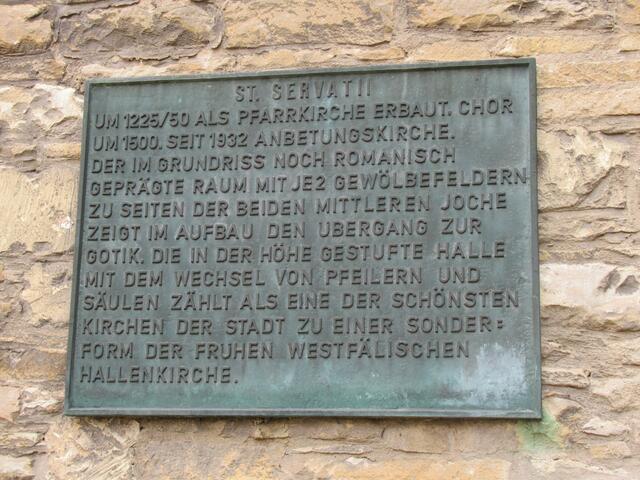 ST. SERVATII
UM 1225/50 ALS PFARRKIRCHE ERBAUT. CHOR
UM 1500. SEIT 1932 ANBETUNGSKIRCHE.
DER IM GRUNDRISS NOCH ROMANISCH
GEPRÄGTE RAUM MIT JE 2 GEWÖLBEFELDERN
ZU SEITEN DER BEIDEN MITTLEREN JOCHE
ZEIGT IM AUFBAU DEN UBERGANG ZUR
GOTIK. DIE IN DER HÖHE GESTUFTE HALLE
MIT DEM WECHSEL VON PFEILERN UND
SÄULEN ZÄHLT ALS EINE DER SCHÖNSTEN
KIRCHEN DER STADT ZU EINER SONDER=
FORM DER FRUHEN WESTFÄLISCHEN
HALLENKIRCHE.